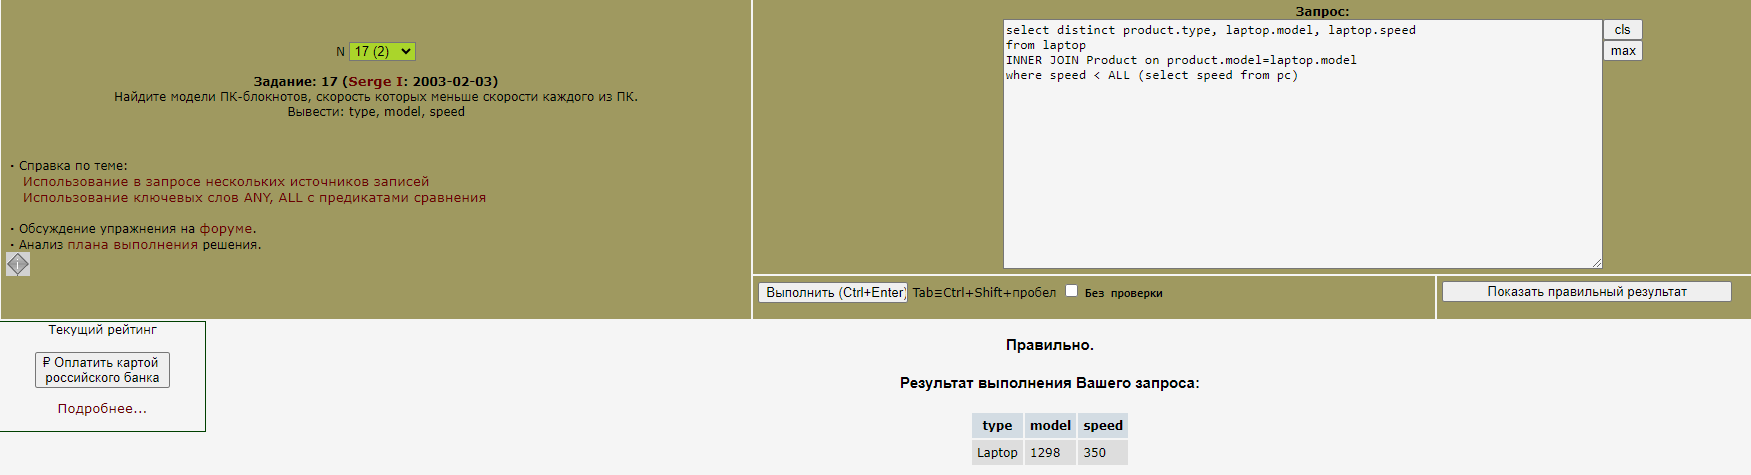 N 17 (2)
Задание: 17 (Serge I: 2003-02-03)
Найдите модели ПК-блокнотов, скорость которых меньше скорости каждого из ПК.
Вывести: type, model, speed
· Справка по теме:
Использование в запросе нескольких источников записей
Использование ключевых слов ANY, ALL с предикатами сравнения
· Обсуждение упражнения на форуме.
· Анализ плана выполнения решения.
i
Запрос:
select distinct product.type, laptop.model, laptop.speed
from laptop
INNER JOIN Product on product.model=laptop.model
where speed < ALL (select speed from pc)
cls
max
Выполнить (Ctrl+Enter) Tab≡Ctrl+Shift+пробел Без проверки
Показать правильный результат
Текущий рейтинг
₽ Оплатить картой
российского банка
Подробнее...
Правильно.
Результат выполнения Вашего запроса:
type model speed
Laptop 1298 350